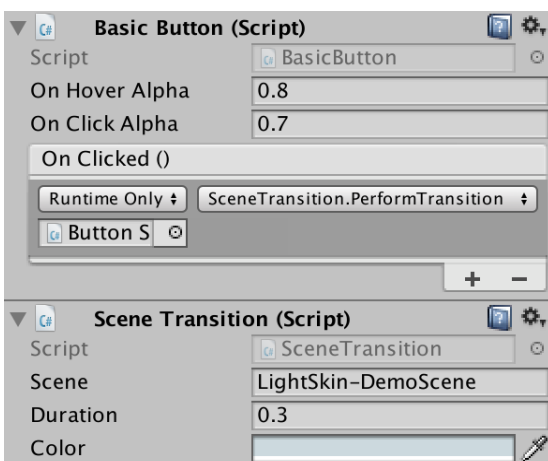 Basic Button (Script)
Script BasicButton
On Hover Alpha 0.8
On Click Alpha 0.7
On Clicked ()
Runtime Only SceneTransition.PerformTransition
Button S
+ −
Scene Transition (Script)
Script SceneTransition
Scene LightSkin-DemoScene
Duration 0.3
Color